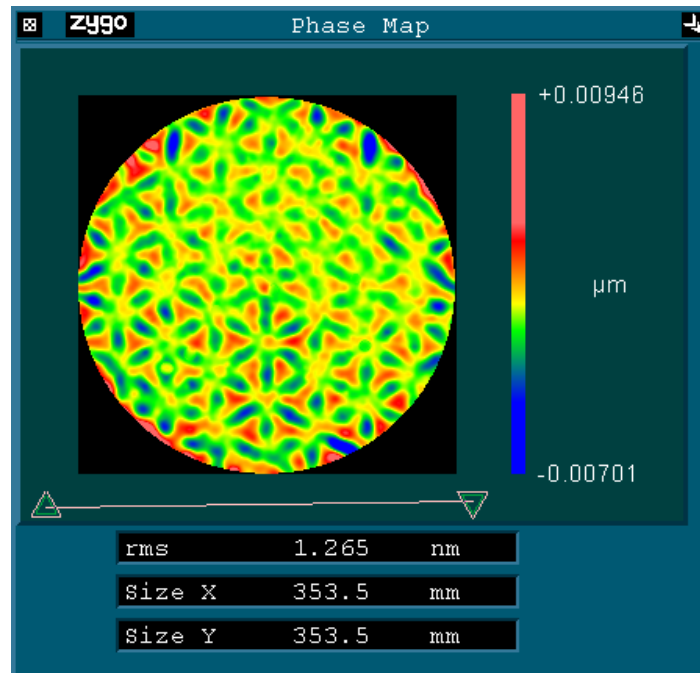 zygo Phase Map
+0.00946
µm
-0.00701
rms 1.265 nm
Size X 353.5 mm
Size Y 353.5 mm